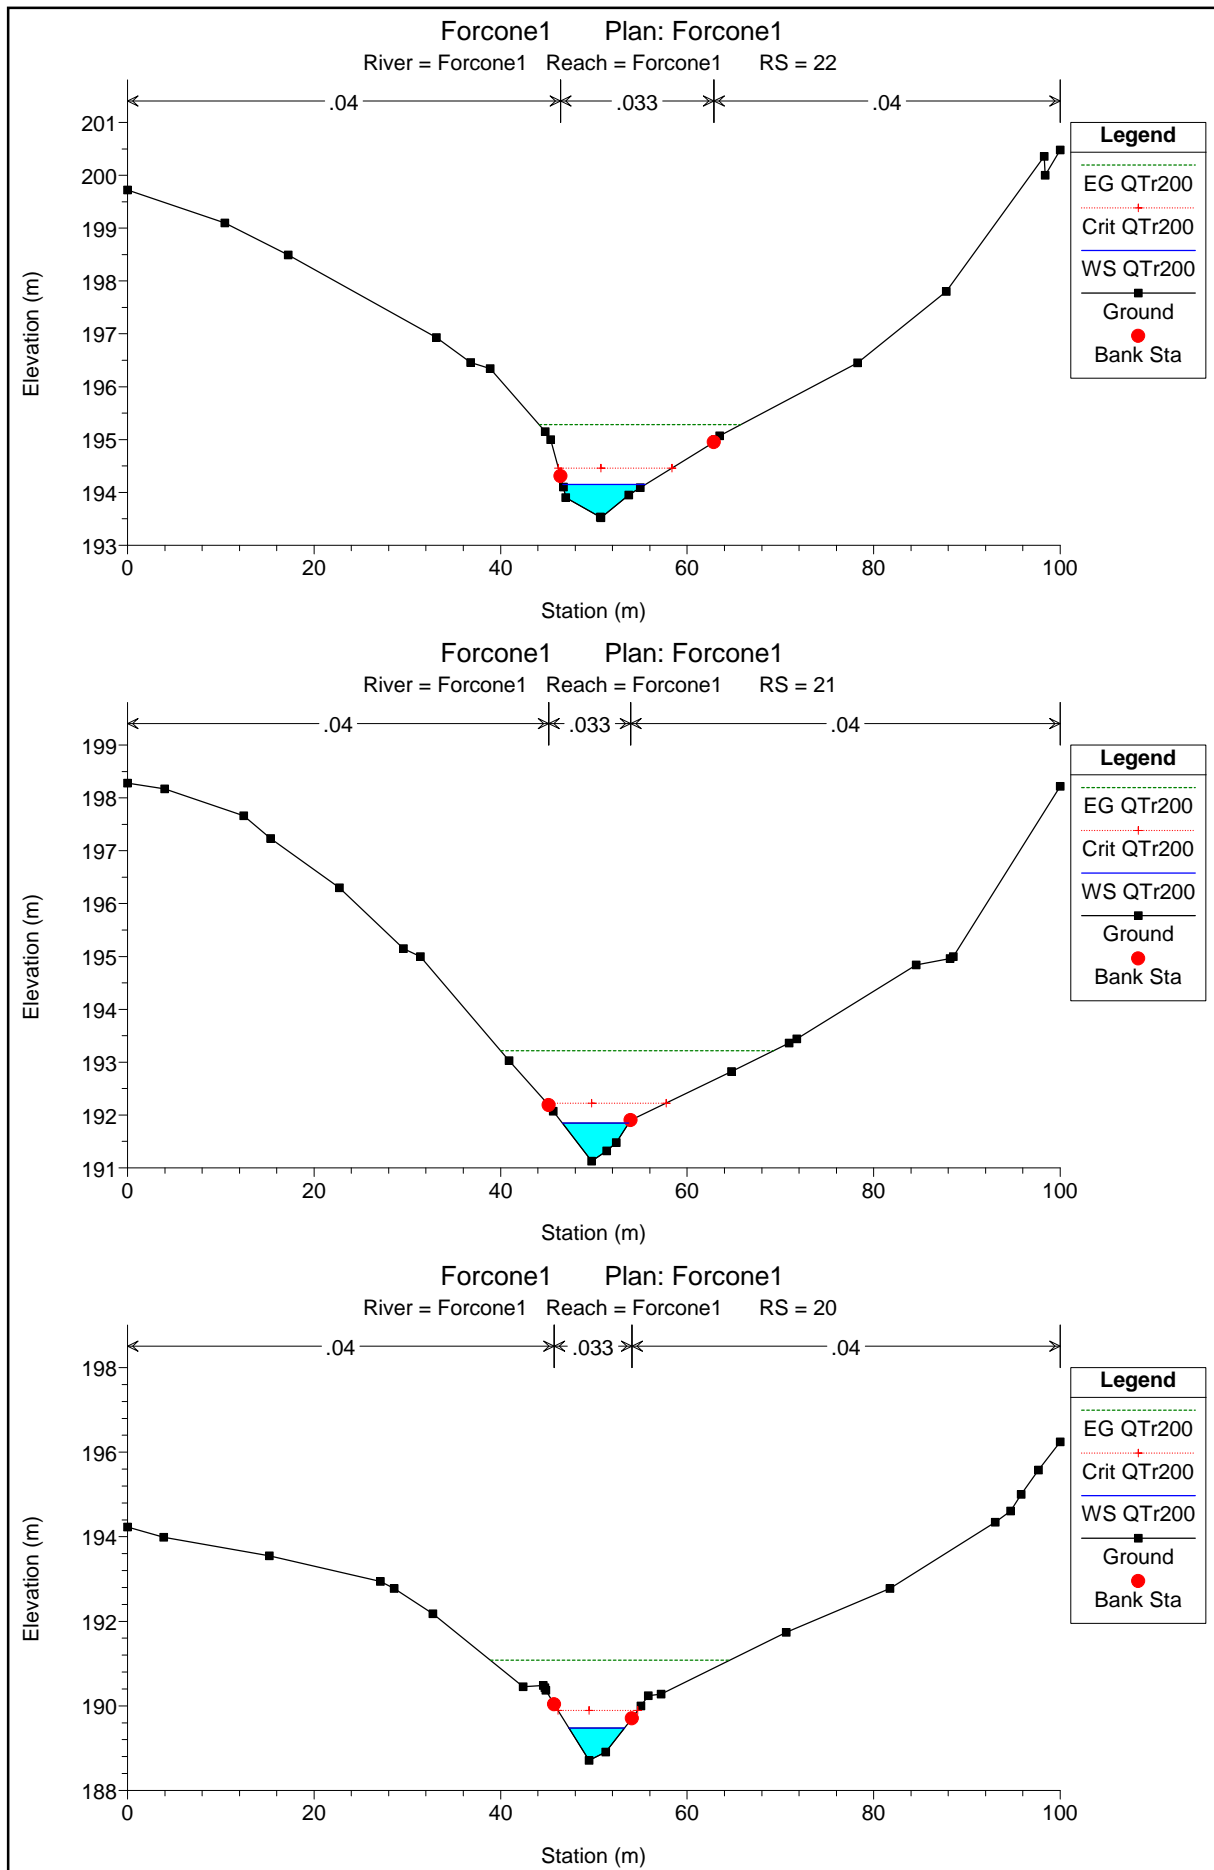 Forcone1 Plan: Forcone1
River = Forcone1 Reach = Forcone1 RS = 22
.04 .033 .04
201
200
199
198
197
196
195
194
193
Elevation (m)
0 20 40 60 80 100
Station (m)
Legend
EG QTr200
Crit QTr200
WS QTr200
Ground
Bank Sta
Forcone1 Plan: Forcone1
River = Forcone1 Reach = Forcone1 RS = 21
.04 .033 .04
199
198
197
196
195
194
193
192
191
Elevation (m)
0 20 40 60 80 100
Station (m)
Legend
EG QTr200
Crit QTr200
WS QTr200
Ground
Bank Sta
Forcone1 Plan: Forcone1
River = Forcone1 Reach = Forcone1 RS = 20
.04 .033 .04
198
196
194
192
190
188
Elevation (m)
0 20 40 60 80 100
Station (m)
Legend
EG QTr200
Crit QTr200
WS QTr200
Ground
Bank Sta